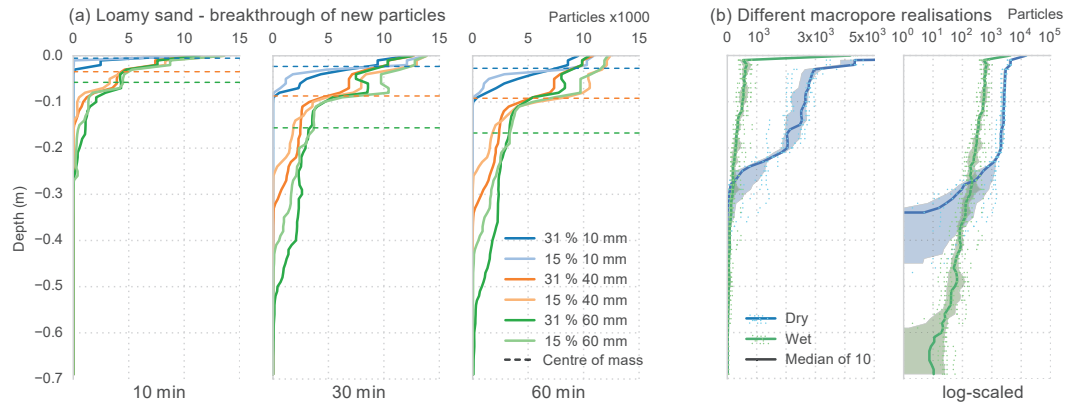 (a) Loamy sand - breakthrough of new particles
Particles x1000
0 5 10 15
0 5 10 15
0 5 10 15
0.0
−0.1
−0.2
−0.3
−0.4
−0.5
−0.6
−0.7
Depth (m)
31 % 10 mm
15 % 10 mm
31 % 40 mm
15 % 40 mm
31 % 60 mm
15 % 60 mm
Centre of mass
10 min
30 min
60 min
(b) Different macropore realisations
Particles
0 10³ 3x10³ 5x10³
10⁰ 10¹ 10² 10³ 10⁴ 10⁵
Dry
Wet
Median of 10
log-scaled